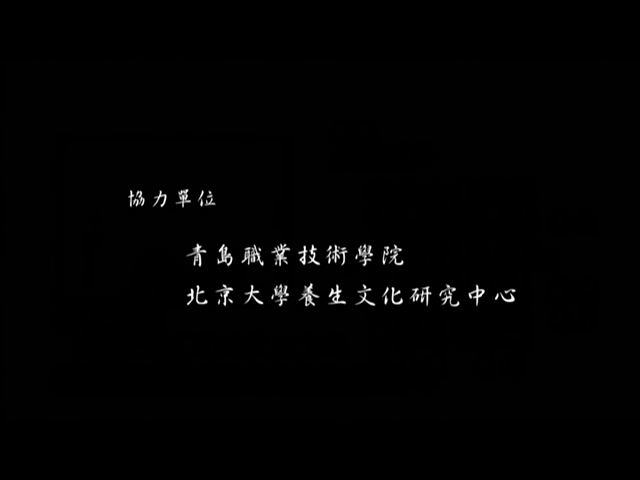 協力單位
青島職業技術學院
北京大學養生文化研究中心